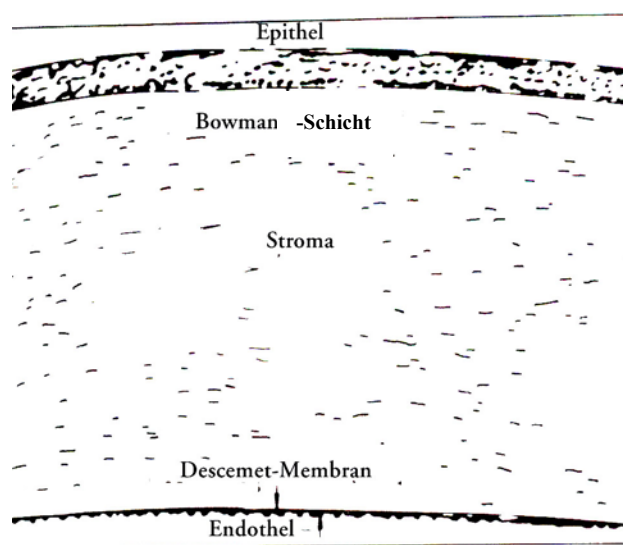 Epithel
Bowman -Schicht
Stroma
Descemet-Membran
Endothel